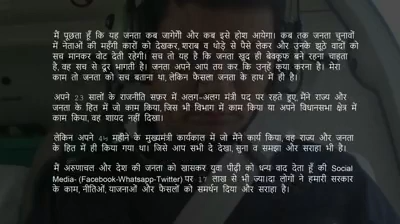 मैं पूछता हूँ कि यह जनता कब जागेगी और कब इसे होश आयेगा। कब तक जनता चुनावों
में नेताओं की महँगी कारों को देखकर, शराब व थोड़े से पैसे लेकर और उनके झूठे वादों को
सच मानकर वोट देती रहेगी। सच तो यह है कि जनता खुद ही बेवकूफ बने रहना चाहता
है, वह सच से दूर भागती है। जनता अपने आप तय कर कि उन्हें क्या करना है। मेरा
काम तो जनता को सच बताना था, लेकिन फैसला जनता के हाथ में ही है।
अपने 23 सालों के राजनीति सफ़र में अलग-अलग मंत्री पद पर रहते हुए, मैंने राज्य और
जनता के हित में जो काम किया, जिस भी विभाग में काम किया या अपने विधानसभा क्षेत्र में
काम किया, वह शायद नहीं दिखा।
लेकिन अपने 4½ महीने के मुख्यमंत्री कार्यकाल में जो मैंने कार्य किया, वह राज्य और जनता
के हित में ही किया गया था। जिसे आप सभी ने देखा, सुना व समझा और सराहा भी है।
मैं अरुणाचल और देश की जनता को खासकर युवा पीढ़ी को धन्य वाद देता हूँ की Social
Media- (Facebook-Whatsapp-Twitter) पर 17 लाख से भी ज्यादा लोगों ने हमारी सरकार
के काम, नीतिओं, योजनाओं और फैसलों को समर्थन दिया और सराहा है।